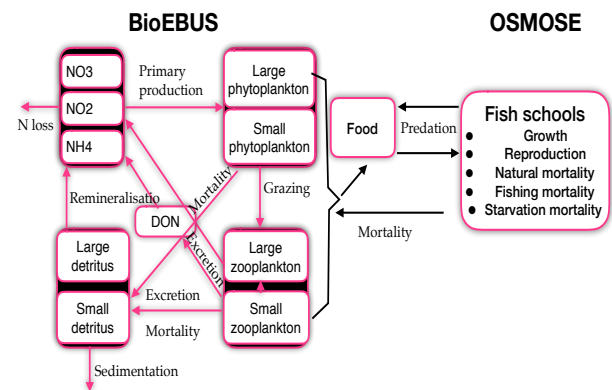 BioEBUS
OSMOSE
NO3
NO2
NH4
N loss
Primary
production
Large
phytoplankton
Small
phytoplankton
Food
Predation
Fish schools
● Growth
● Reproduction
● Natural mortality
● Fishing mortality
● Starvation mortality
Mortality
Grazing
Remineralisatio
DON
Mortality
Excretion
Large
detritus
Small
detritus
Excretion
Mortality
Large
zooplankton
Small
zooplankton
Sedimentation